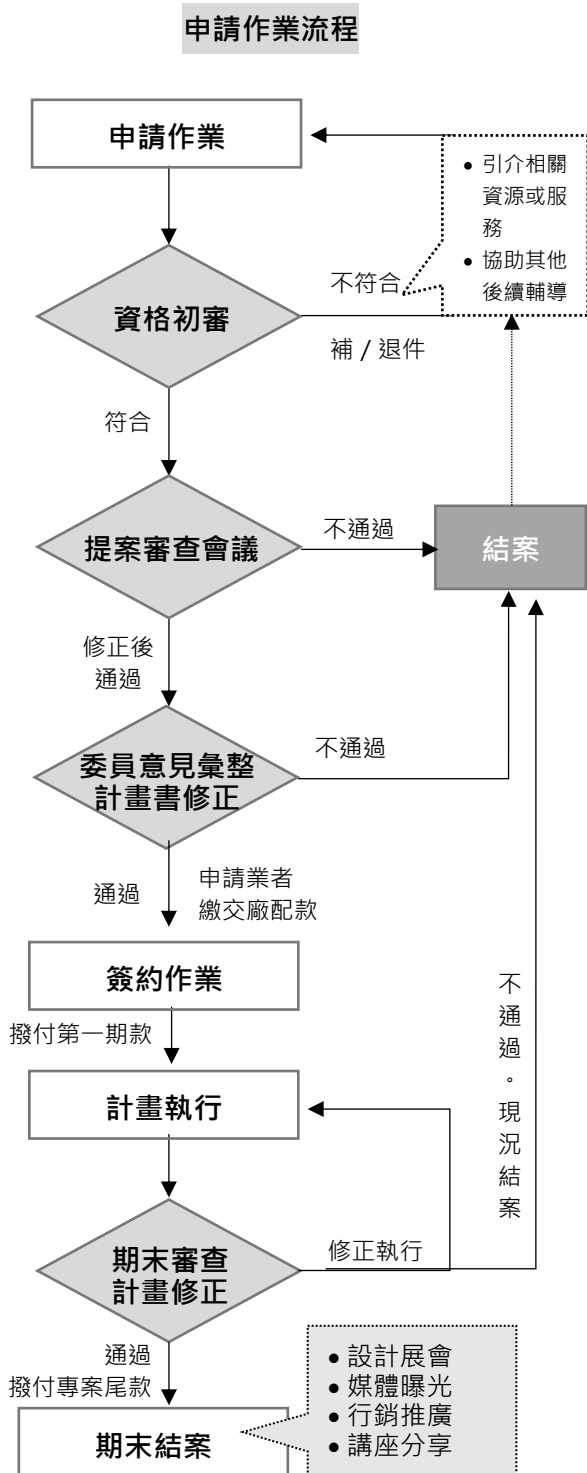 申請作業流程
申請作業
● 引介相關
資源或服
務
● 協助其他
後續輔導
資格初審
不符合
補 / 退件
符合
提案審查會議
不通過
結案
修正後
通過
委員意見彙整
計畫書修正
不通過
通過
申請業者
繳交廠配款
簽約作業
撥付第一期款
計畫執行
不通過。現況結案
期末審查
計畫修正
修正執行
通過
撥付專案尾款
期末結案
● 設計展會
● 媒體曝光
● 行銷推廣
● 講座分享